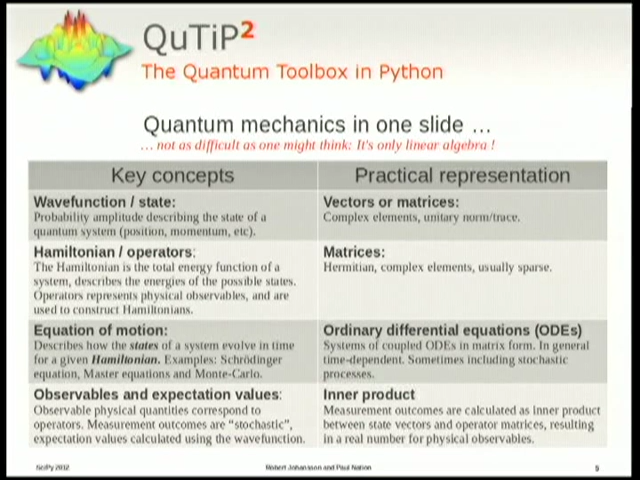 QuTiP²
The Quantum Toolbox in Python
Quantum mechanics in one slide …
… not as difficult as one might think: It's only linear algebra !
Key concepts
Practical representation
Wavefunction / state:
Probability amplitude describing the state of a
quantum system (position, momentum, etc).
Vectors or matrices:
Complex elements, unitary norm/trace.
Hamiltonian / operators:
The Hamiltonian is the total energy function of a
system, describes the energies of the possible states.
Operators represents physical observables, and are
used to construct Hamiltonians.
Matrices:
Hermitian, complex elements, usually sparse.
Equation of motion:
Describes how the states of a system evolve in time
for a given Hamiltonian. Examples: Schrödinger
equation, Master equations and Monte-Carlo.
Ordinary differential equations (ODEs)
Systems of coupled ODEs in matrix form. In general
time-dependent. Sometimes including stochastic
processes.
Observables and expectation values:
Observable physical quantities correspond to
operators. Measurement outcomes are “stochastic”,
expectation values calculated using the wavefunction.
Inner product
Measurement outcomes are calculated as inner product
between state vectors and operator matrices, resulting
in a real number for physical observables.
SciPy 2012
Robert Johansson and Paul Nation
5